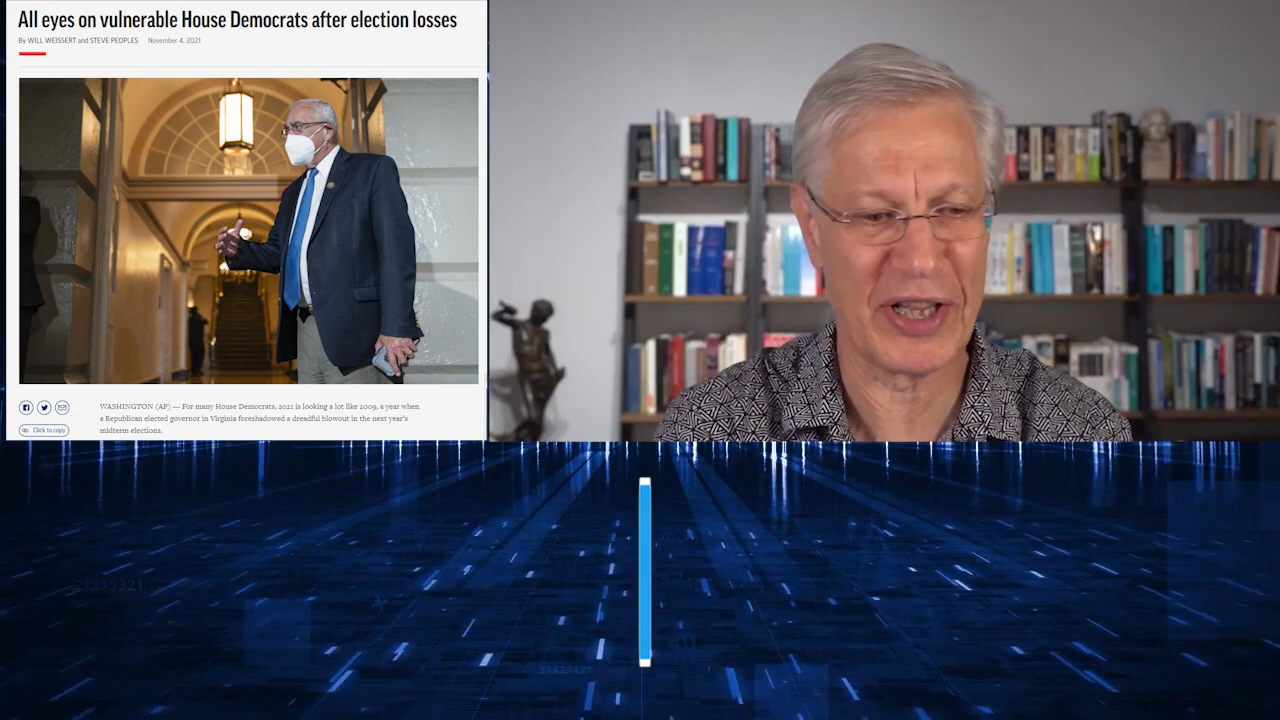 All eyes on vulnerable House Democrats after election losses
By WILL WEISSERT and STEVE PEOPLES November 4, 2021
WASHINGTON (AP) — For many House Democrats, 2021 is looking a lot like 2009, a year when
a Republican elected governor in Virginia foreshadowed a dreadful blowout in the next year's
midterm elections.
Click to copy